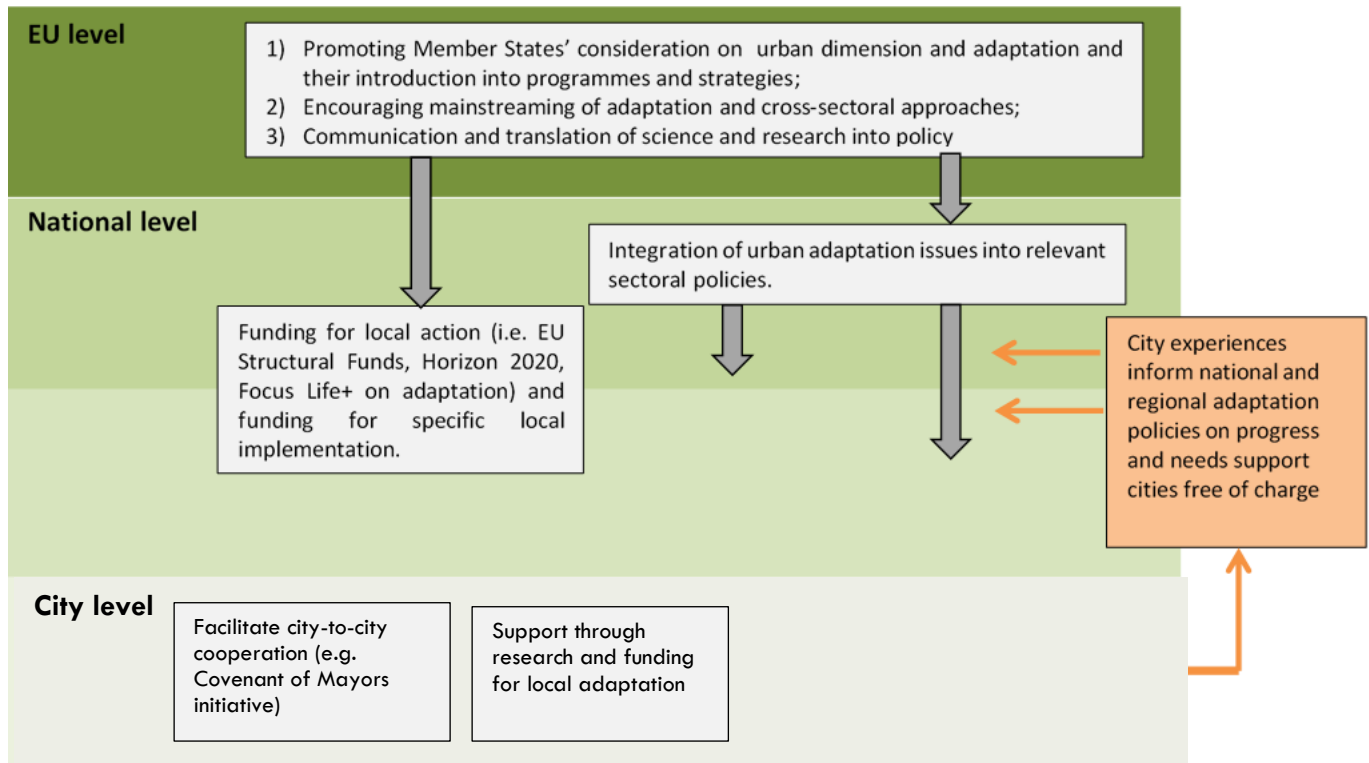 EU level
1) Promoting Member States' consideration on urban dimension and adaptation and
their introduction into programmes and strategies;
2) Encouraging mainstreaming of adaptation and cross-sectoral approaches;
3) Communication and translation of science and research into policy
National level
Integration of urban adaptation issues into relevant
sectoral policies.
Funding for local action (i.e. EU
Structural Funds, Horizon 2020,
Focus Life+ on adaptation) and
funding for specific local
implementation.
City experiences
inform national and
regional adaptation
policies on progress
and needs support
cities free of charge
City level
Facilitate city-to-city
cooperation (e.g.
Covenant of Mayors
initiative)
Support through
research and funding
for local adaptation